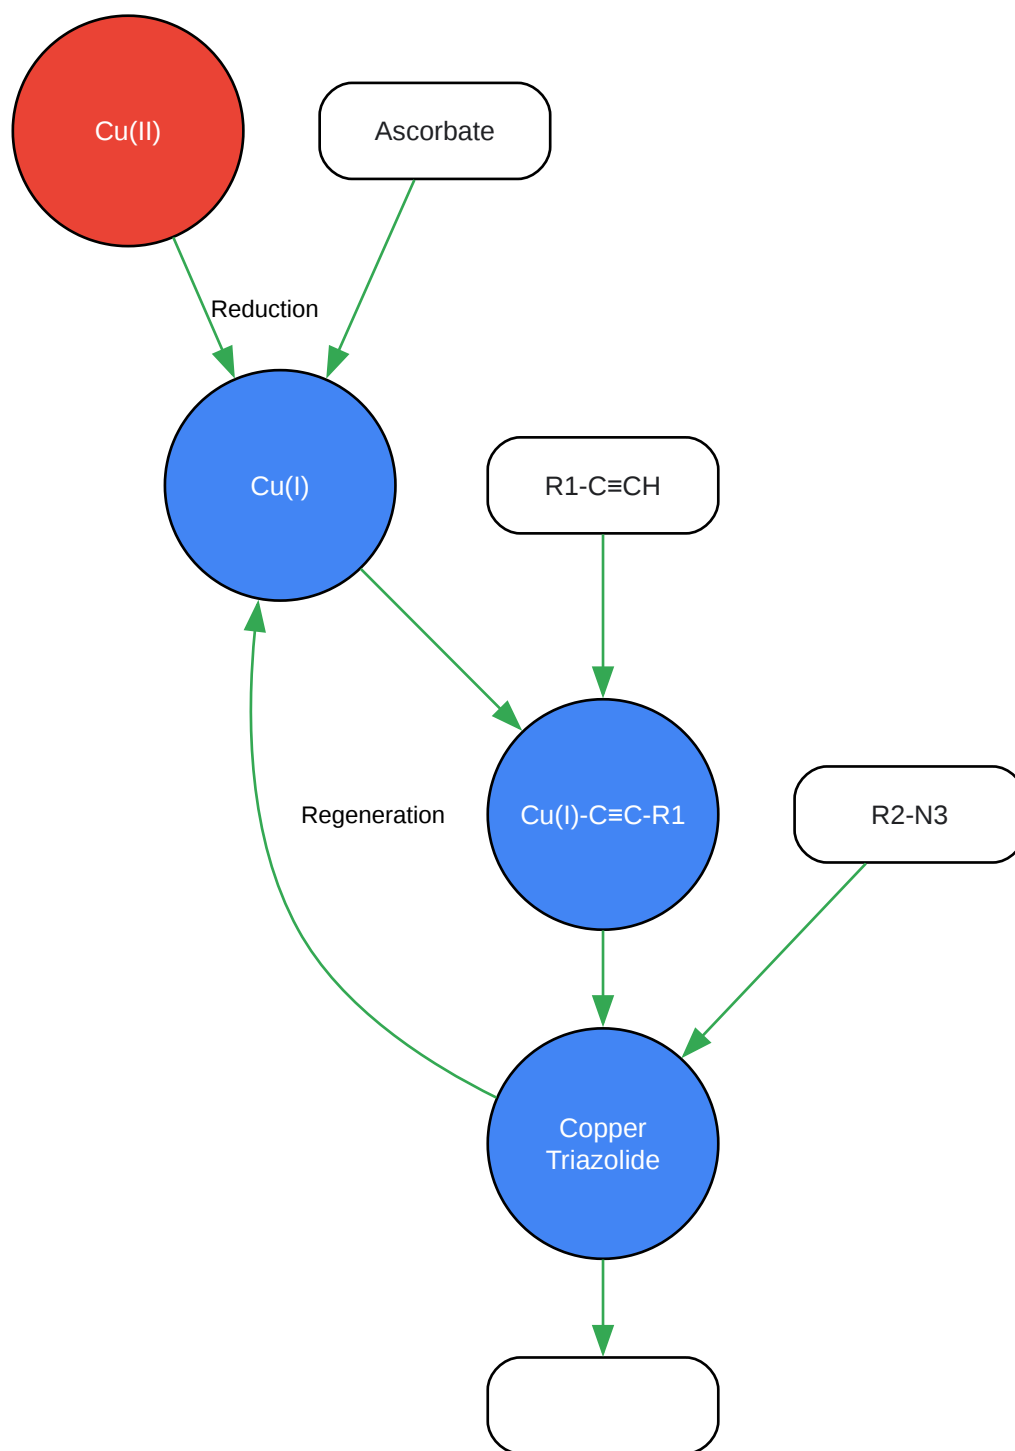 Cu(II)
Ascorbate
Reduction
Cu(I)
R1-C≡CH
Regeneration
Cu(I)-C≡C-R1
R2-N3
Copper
Triazolide